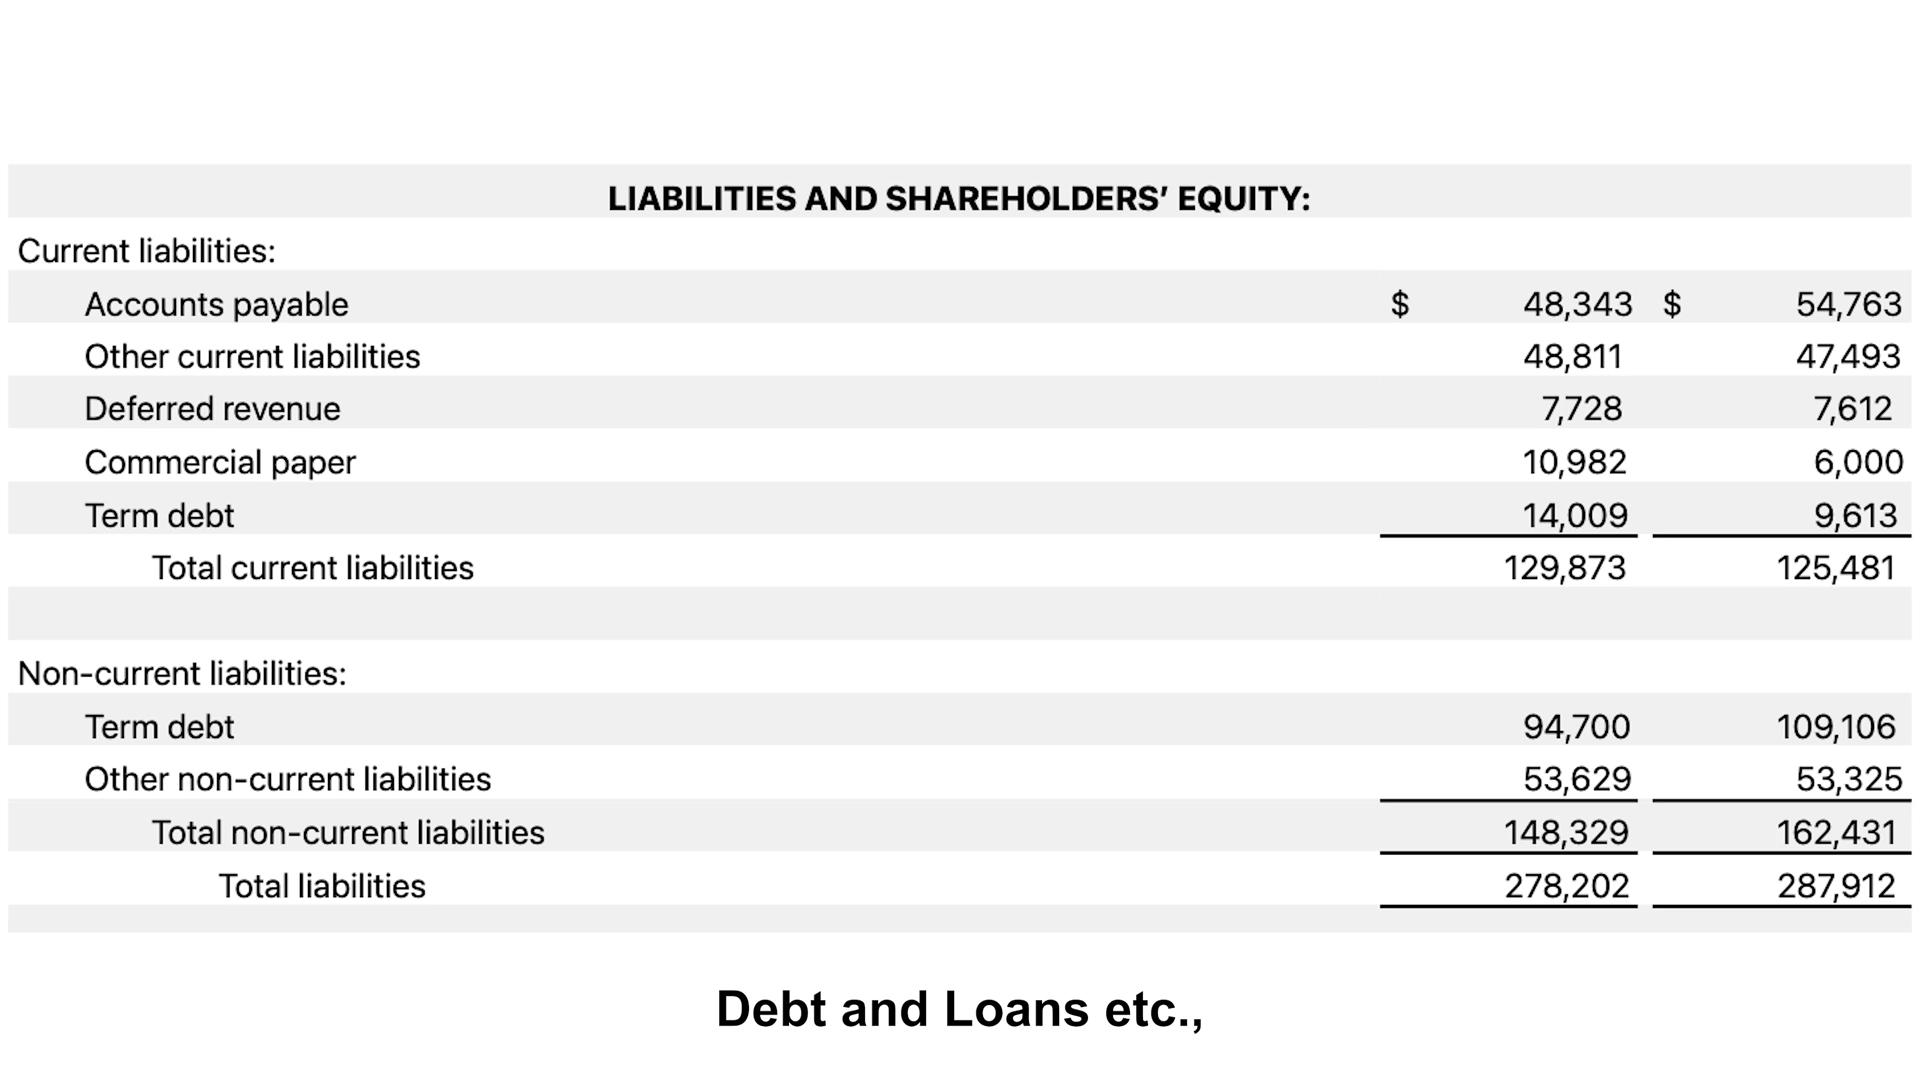 LIABILITIES AND SHAREHOLDERS’ EQUITY:
Current liabilities:
Accounts payable $ 48,343 $ 54,763
Other current liabilities 48,811 47,493
Deferred revenue 7,728 7,612
Commercial paper 10,982 6,000
Term debt 14,009 9,613
Total current liabilities 129,873 125,481
Non-current liabilities:
Term debt 94,700 109,106
Other non-current liabilities 53,629 53,325
Total non-current liabilities 148,329 162,431
Total liabilities 278,202 287,912
Debt and Loans etc.,